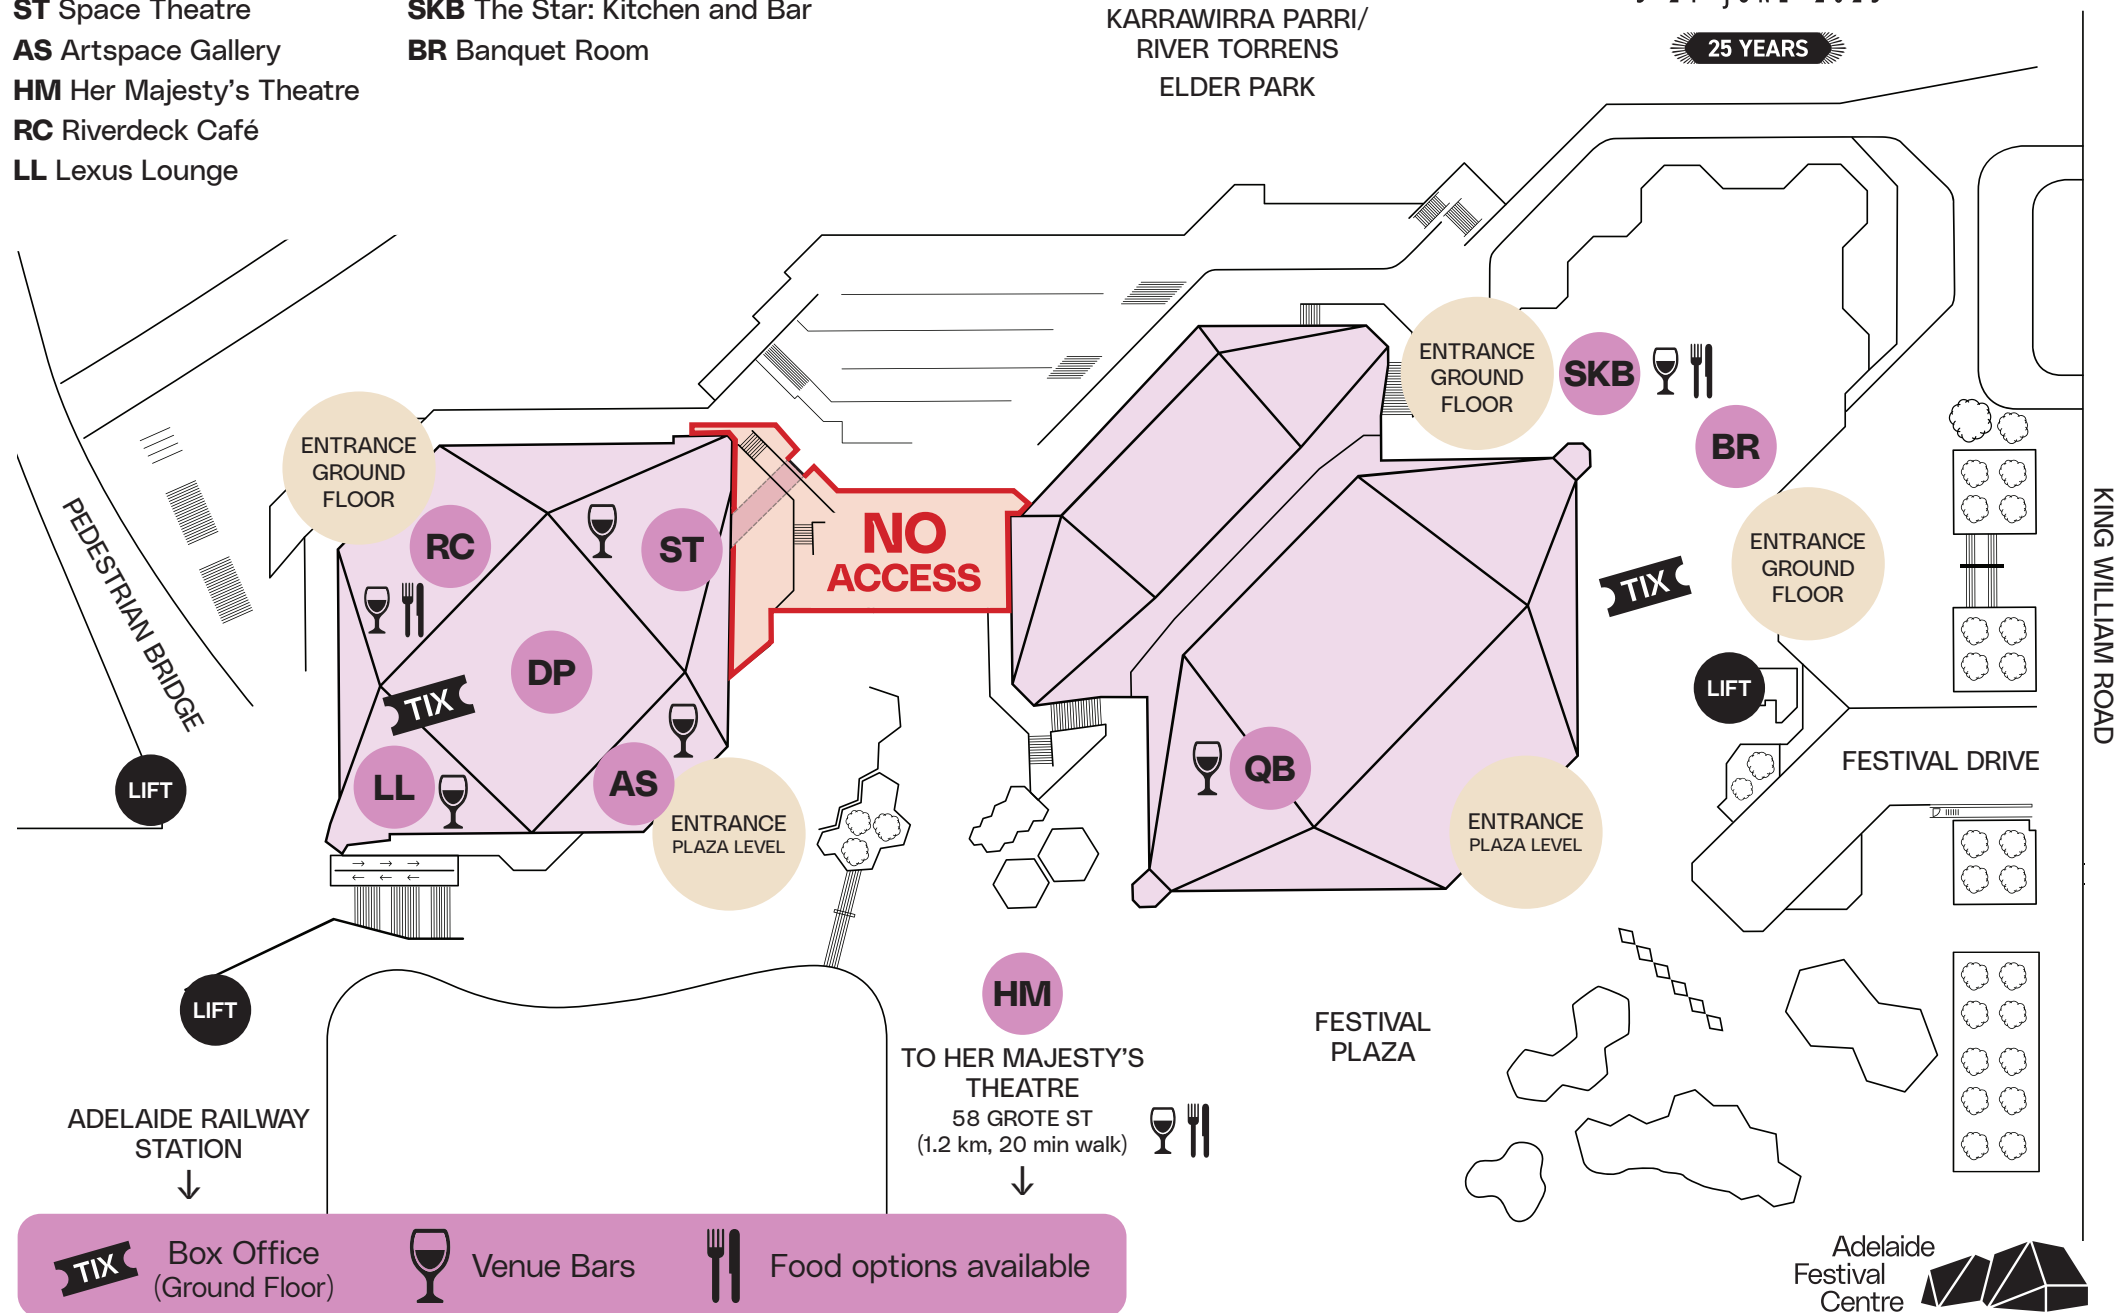 ST Space Theatre
AS Artspace Gallery
HM Her Majesty's Theatre
RC Riverdeck Café
LL Lexus Lounge
SKB The Star: Kitchen and Bar
BR Banquet Room
KARRAWIRRA PARRI/
RIVER TORRENS
ELDER PARK
25 YEARS
ENTRANCE
GROUND
FLOOR
SKB
BR
ENTRANCE
GROUND
FLOOR
RC
ST
NO
ACCESS
ENTRANCE
GROUND
FLOOR
TIX
KING WILLIAM ROAD
PEDESTRIAN BRIDGE
DP
TIX
LIFT
LL
AS
QB
LIFT
FESTIVAL DRIVE
ENTRANCE
PLAZA LEVEL
ENTRANCE
PLAZA LEVEL
LIFT
HM
TO HER MAJESTY'S
THEATRE
58 GROTE ST
(1.2 km, 20 min walk)
FESTIVAL
PLAZA
ADELAIDE RAILWAY
STATION
TIX
Box Office
(Ground Floor)
Venue Bars
Food options available
Adelaide
Festival
Centre